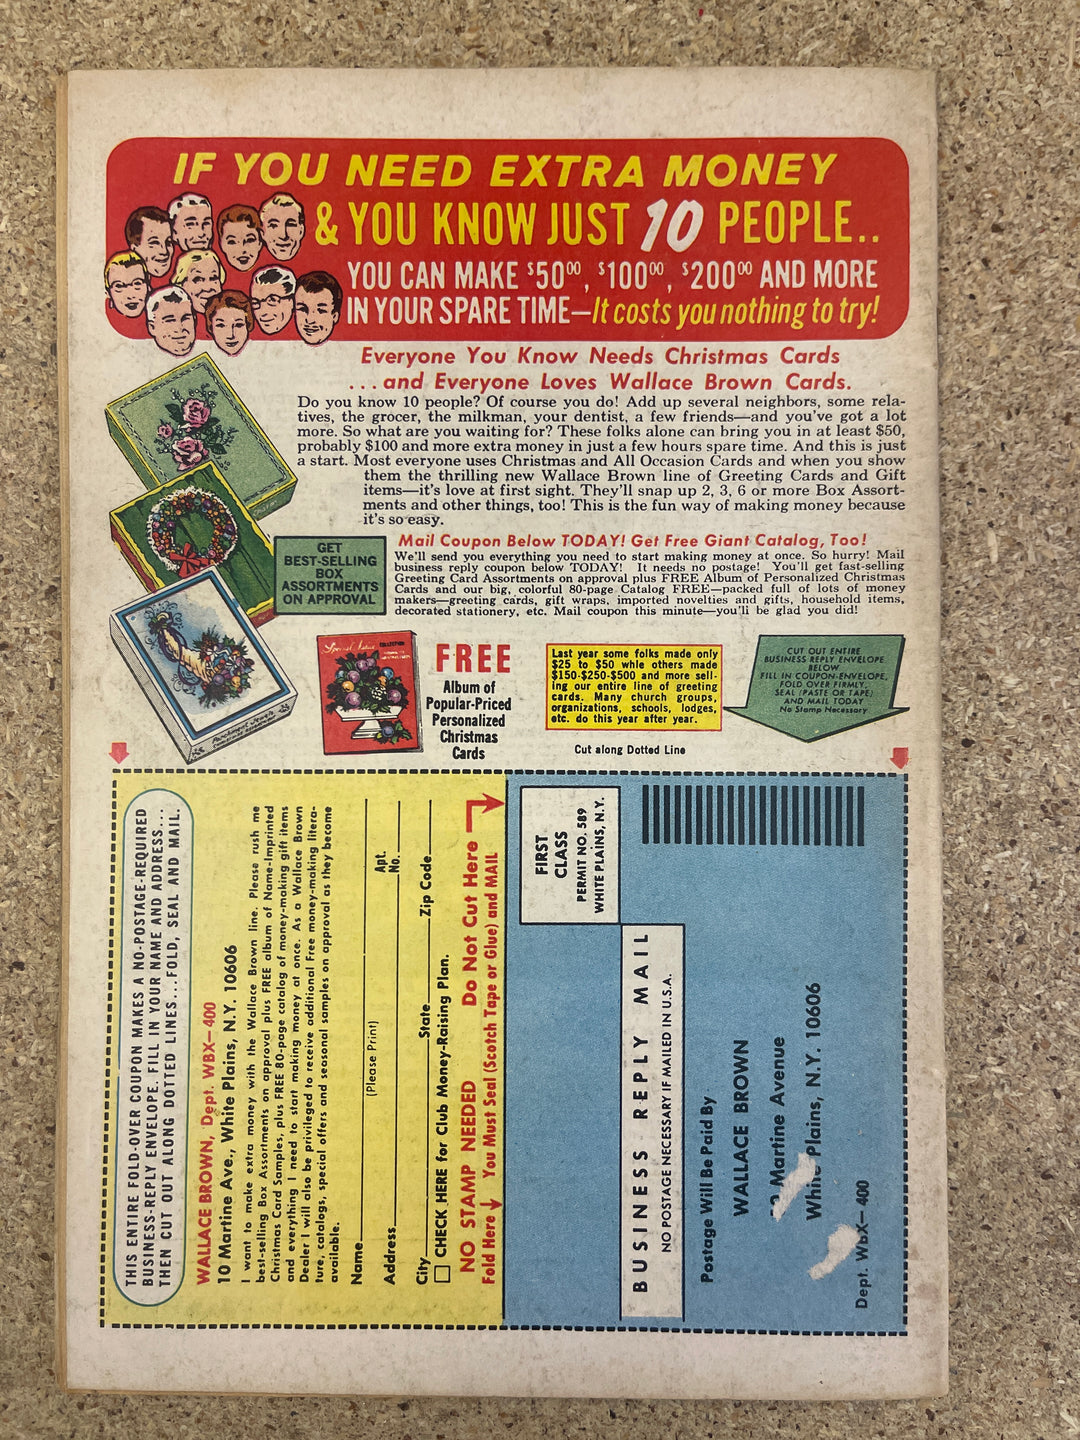 IF YOU NEED EXTRA MONEY
& YOU KNOW JUST 10 PEOPLE..
YOU CAN MAKE $50⁰⁰, $100⁰⁰, $200⁰⁰ AND MORE
IN YOUR SPARE TIME—It costs you nothing to try!
Everyone You Know Needs Christmas Cards
...and Everyone Loves Wallace Brown Cards.
Do you know 10 people? Of course you do! Add up several neighbors, some rela-
tives, the grocer, the milkman, your dentist, a few friends—and you've got a lot
more. So what are you waiting for? These folks alone can bring you in at least $50,
probably $100 and more extra money in just a few hours spare time. And this is just
a start. Most everyone uses Christmas and All Occasion Cards and when you show
them the thrilling new Wallace Brown line of Greeting Cards and Gift
items—it's love at first sight. They'll snap up 2, 3, 6 or more Box Assort-
ments and other things, too! This is the fun way of making money because
it's so easy.
Mail Coupon Below TODAY! Get Free Giant Catalog, Too!
We'll send you everything you need to start making money at once. So hurry! Mail
business reply coupon below TODAY! It needs no postage! You'll get fast-selling
Greeting Card Assortments on approval plus FREE Album of Personalized Christmas
Cards and our big, colorful 80-page Catalog FREE—packed full of lots of money
makers—greeting cards, gift wraps, imported novelties and gifts, household items,
decorated stationery, etc. Mail coupon this minute—you'll be glad you did!
GET
BEST-SELLING
BOX
ASSORTMENTS
ON APPROVAL
FREE
Album of
Popular-Priced
Personalized
Christmas
Cards
Last year some folks made only
$25 to $50 whle others made
$150-$250-$500 and more sell-
ing our entire line of greeting
cards. Many church groups,
organizations, schools, lodges,
etc. do this year after year.
CUT OUT ENTIRE
BUSINESS REPLY ENVELOPE
BELOW
FILL IN COUPON-ENVELOPE,
FOLD OVER FIRMLY,
SEAL (PASTE OR TAPE)
AND MAIL TODAY
No Stamp Necessary
Cut along Dotted Line
THIS ENTIRE FOLD-OVER COUPON MAKES A NO-POSTAGE-REQUIRED
BUSINESS-REPLY ENVELOPE. FILL IN YOUR NAME AND ADDRESS....
THEN CUT OUT ALONG DOTTED LINES...FOLD, SEAL AND MAIL.
WALLACE BROWN, Dept. WBX—400
10 Martine Ave., White Plains, N.Y. 10606
I want to make extra money with the Wallace Brown line. Please rush me
best-selling Box Assortments on approval plus FREE album of Name-Imprinted
Christmas Card Samples, plus FREE 80-page catalog of money-making gift items
and everything I need to start making money at once. As a Wallace Brown
Dealer I will also be privileged to receive additional Free money-making litera-
ture, catalogs, special offers and seasonal samples on approval as they become
available.
Name
(Please Print)
Address Apt. No.
City State Zip Code
CHECK HERE for Club Money-Raising Plan.
NO STAMP NEEDED Do Not Cut Here
Fold Here You Must Seal (Scotch Tape or Glue) and MAIL
FIRST
CLASS
PERMIT NO. 589
WHITE PLAINS, N.Y.
BUSINESS REPLY MAIL
NO POSTAGE NECESSARY IF MAILED IN U.S.A.
Postage Will Be Paid By
WALLACE BROWN
Martine Avenue
White Plains, N.Y. 10606
Dept. WBX—400